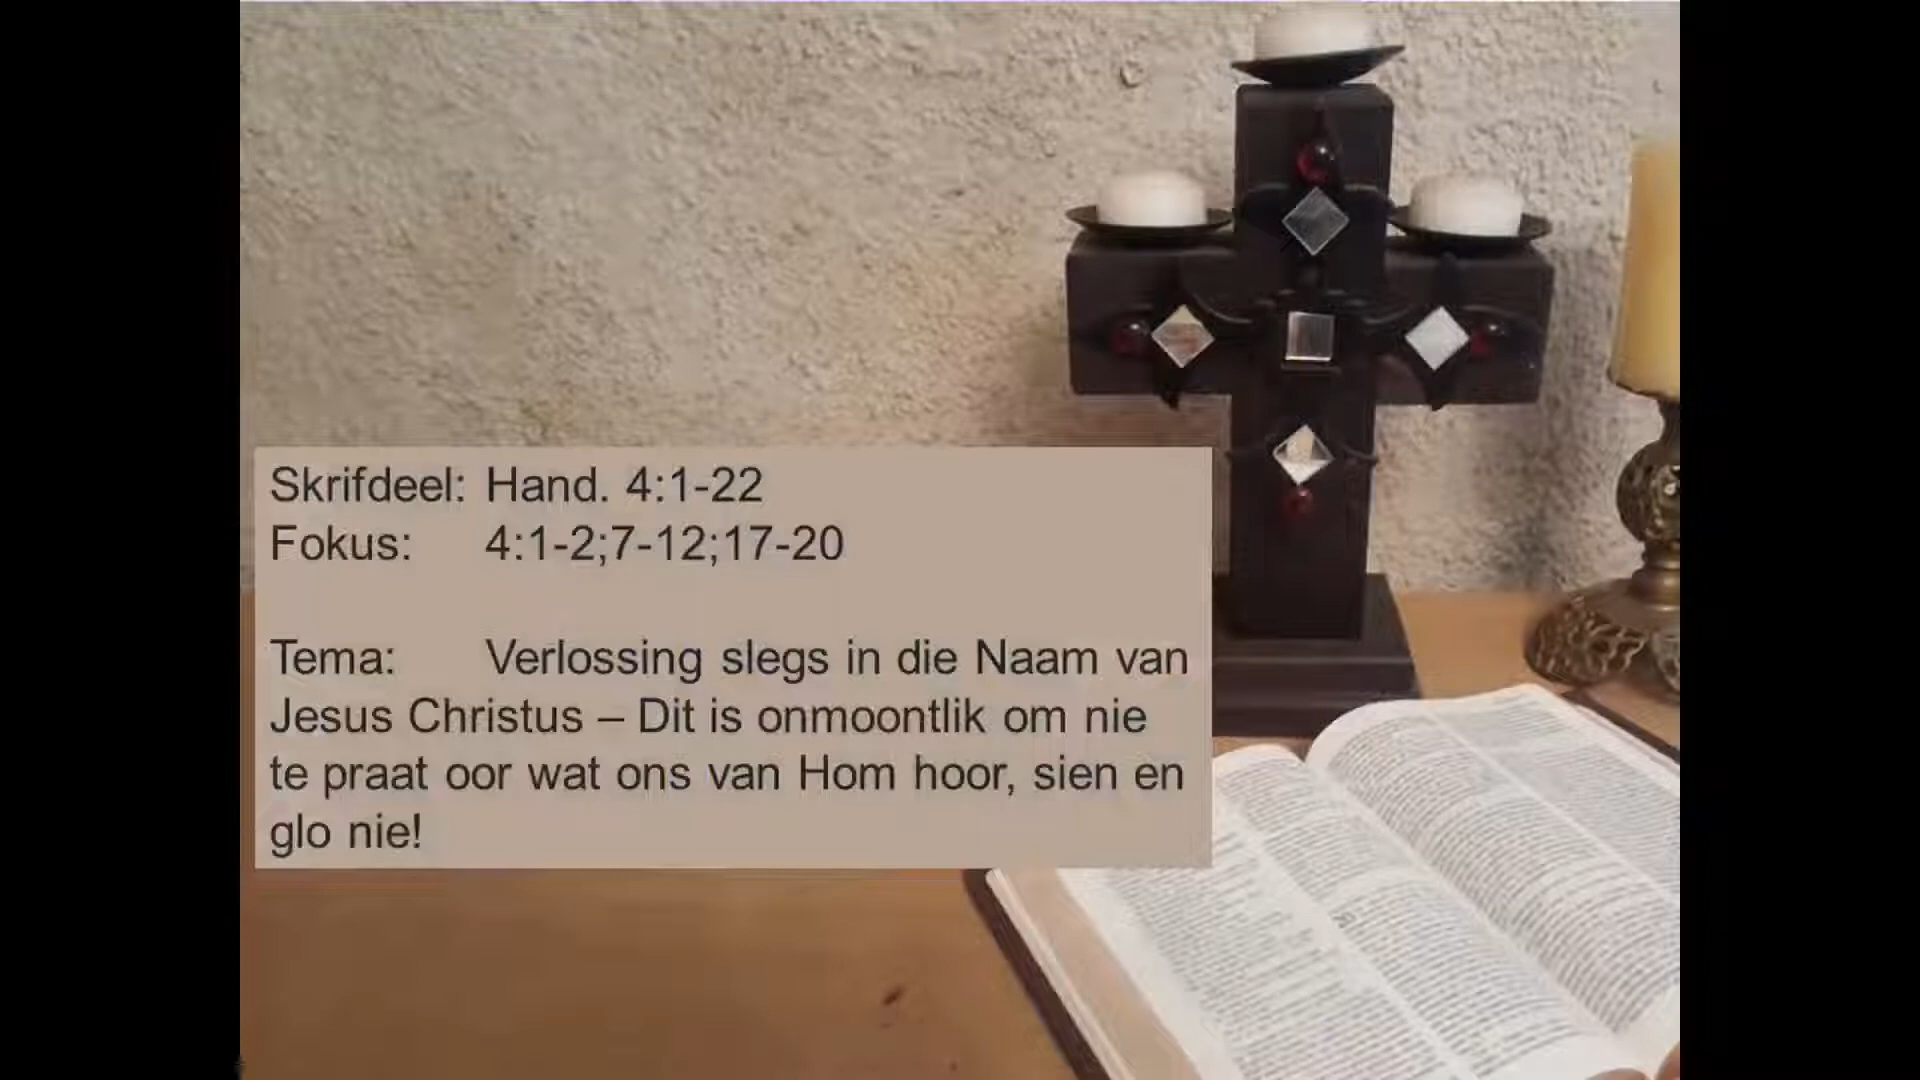 Skrifdeel: Hand. 4:1-22
Fokus: 4:1-2;7-12;17-20
Tema: Verlossing slegs in die Naam van
Jesus Christus – Dit is onmoontlik om nie
te praat oor wat ons van Hom hoor, sien en
glo nie!